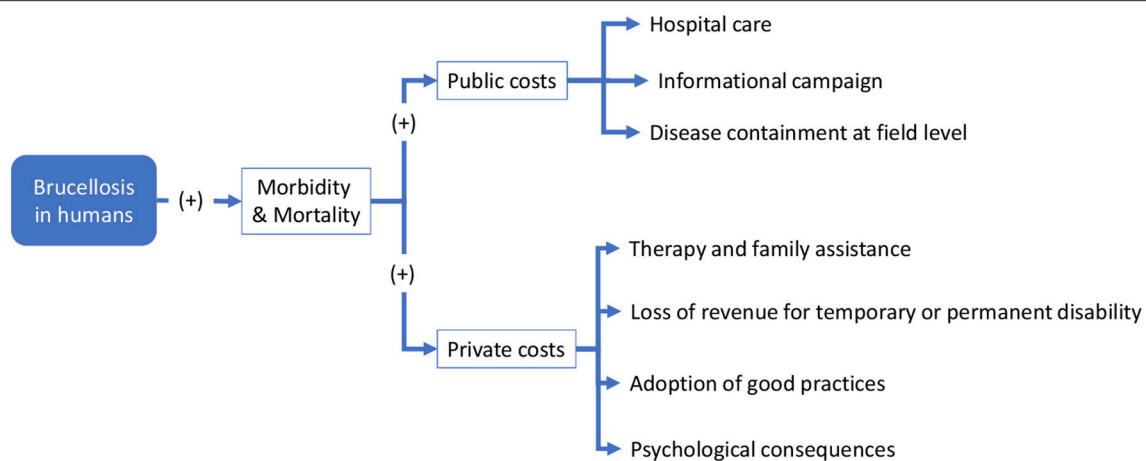 Hospital care
Public costs
Informational campaign
(+)
Disease containment at field level
Brucellosis
in humans
(+)
Morbidity
& Mortality
Therapy and family assistance
(+)
Loss of revenue for temporary or permanent disability
Private costs
Adoption of good practices
Psychological consequences